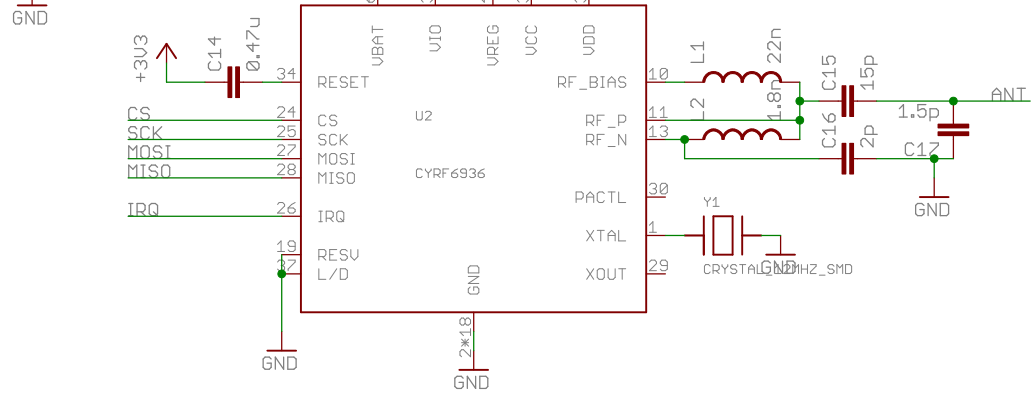 GND
VBAT
VIO
VREG
VCC
VDD
+3V3
C14
0.47u
34
RESET
CS
24
CS
SCK
25
SCK
MOSI
27
MOSI
MISO
28
MISO
IRQ
26
IRQ
19
RESV
37
L/D
GND
U2
CYRF6936
GND
2*18
GND
RF_BIAS
10
L1
22n
RF_P
11
L2
1.8n
RF_N
13
C15
15p
C16
2p
ANT
1.5p
C17
GND
PACTL
30
XTAL
1
Y1
CRYSTAL_12MHZ_SMD
GND
XOUT
29